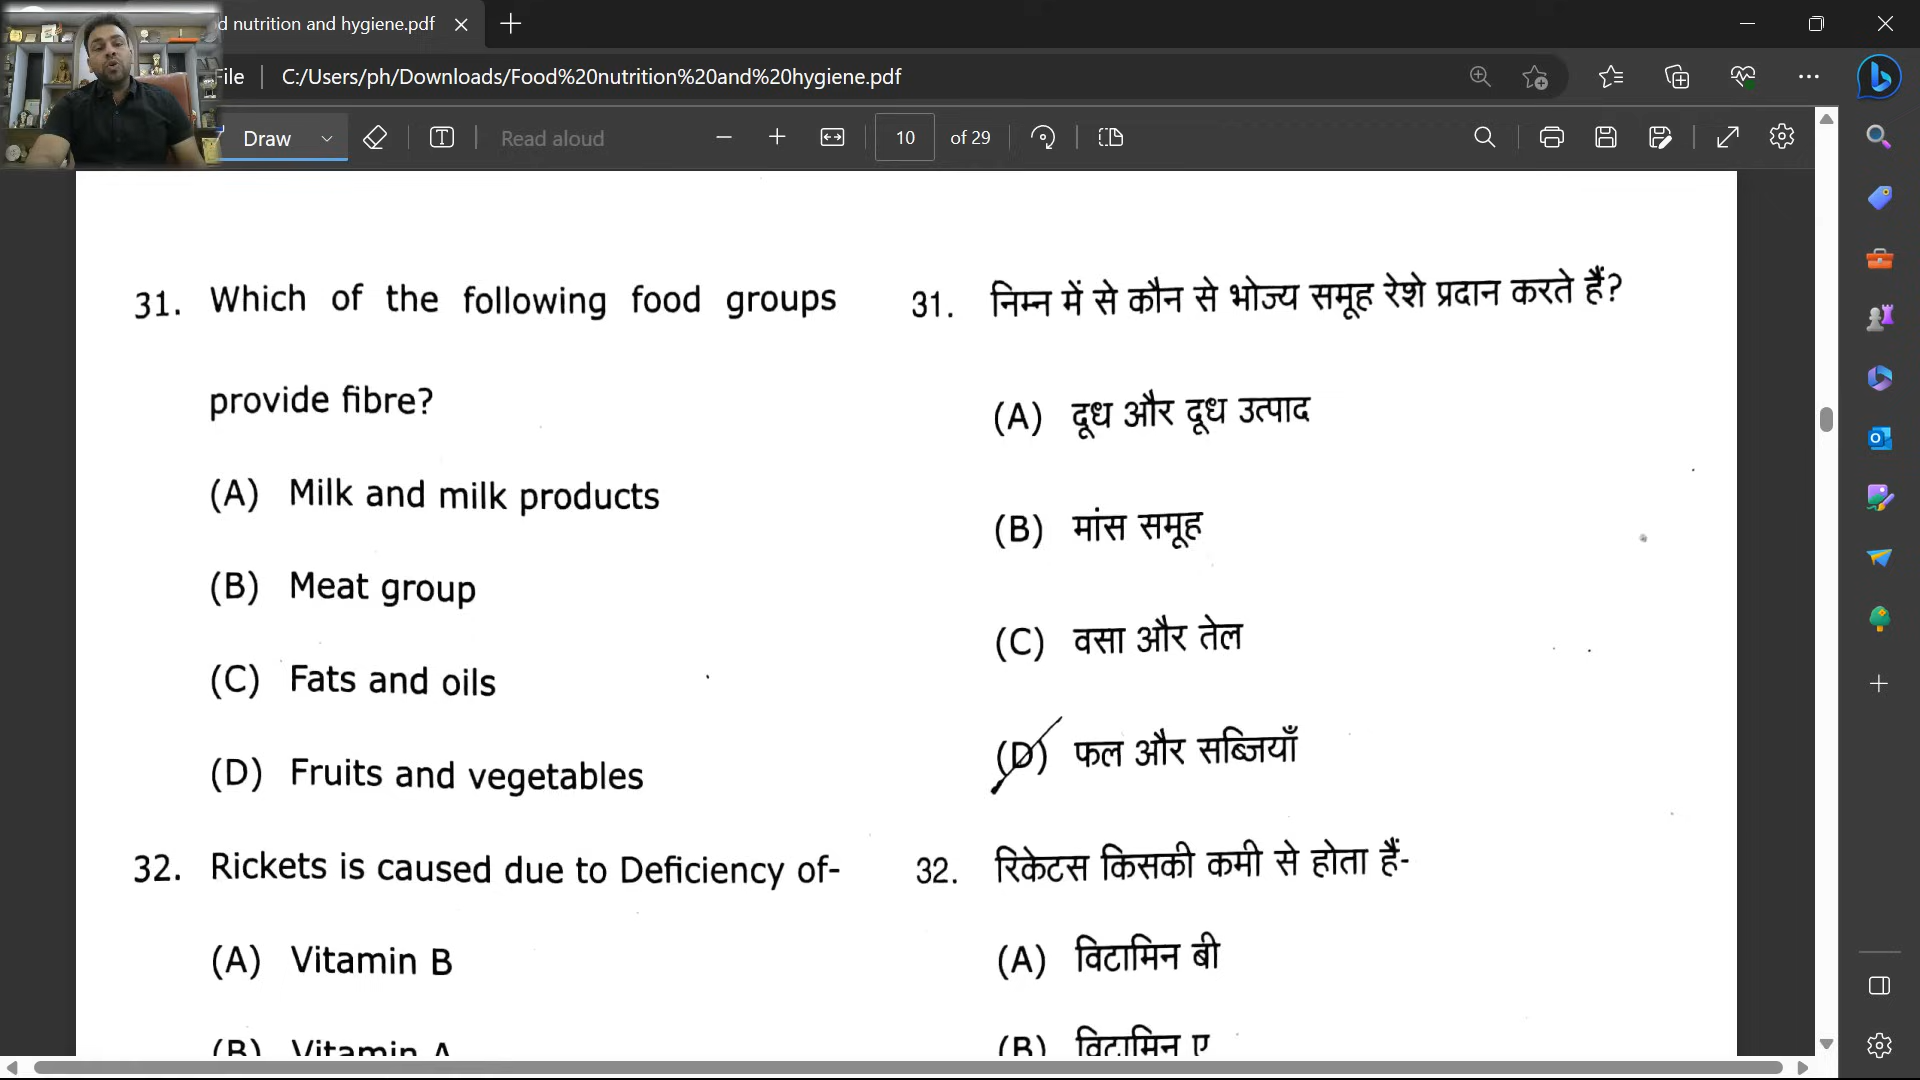 d nutrition and hygiene.pdf
File
C:/Users/ph/Downloads/Food%20nutrition%20and%20hygiene.pdf
Draw
Read aloud
10
of 29
31. Which of the following food groups
provide fibre?
(A) Milk and milk products
(B) Meat group
(C) Fats and oils
(D) Fruits and vegetables
32. Rickets is caused due to Deficiency of-
(A) Vitamin B
(B) Vitamin A
31. निम्न में से कौन से भोज्य समूह रेशे प्रदान करते हैं?
(A) दूध और दूध उत्पाद
(B) मांस समूह
(C) वसा और तेल
(D) फल और सब्जियाँ
32. रिकेटस किसकी कमी से होता हैं-
(A) विटामिन बी
(B) विटामिन ए